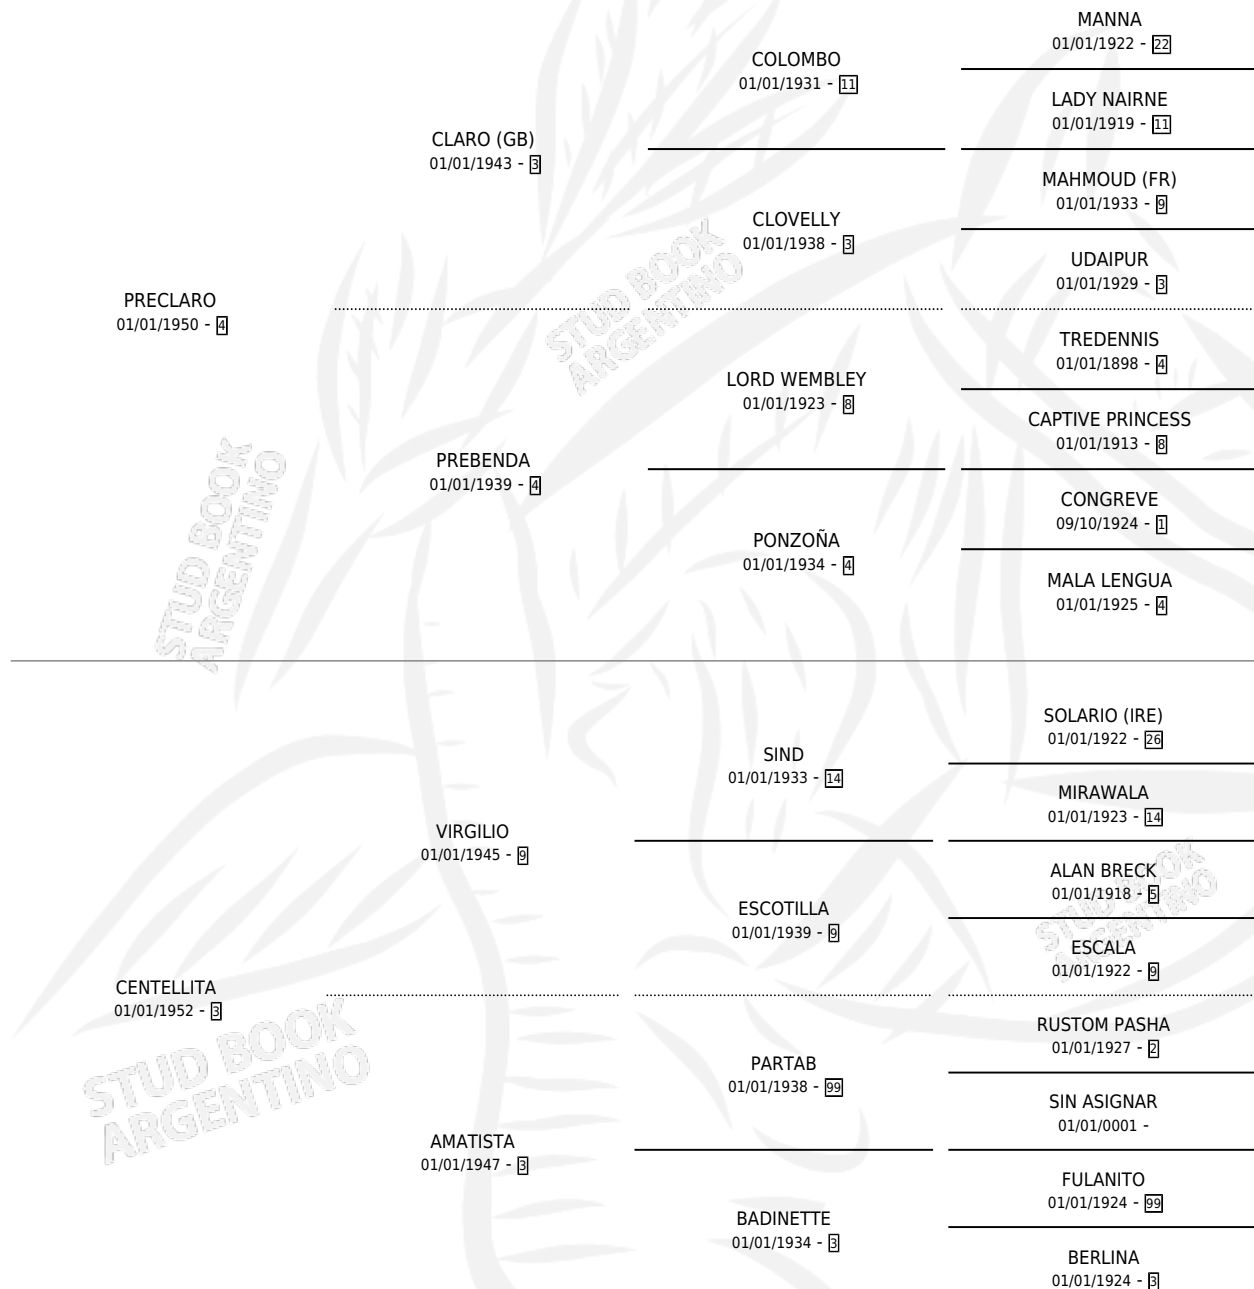 PRECLARO
01/01/1950 - 4
CLARO (GB)
01/01/1943 - 3
COLOMBO
01/01/1931 - 11
MANNA
01/01/1922 - 22
LADY NAIRNE
01/01/1919 - 11
CLOVELLY
01/01/1938 - 3
MAHMOUD (FR)
01/01/1933 - 9
UDAIPUR
01/01/1929 - 3
PREBENDA
01/01/1939 - 4
LORD WEMBLEY
01/01/1923 - 8
TREDENNIS
01/01/1898 - 4
CAPTIVE PRINCESS
01/01/1913 - 8
PONZOÑA
01/01/1934 - 4
CONGREVE
09/10/1924 - 1
MALA LENGUA
01/01/1925 - 4
CENTELLITA
01/01/1952 - 3
VIRGILIO
01/01/1945 - 9
SIND
01/01/1933 - 14
SOLARIO (IRE)
01/01/1922 - 26
MIRAWALA
01/01/1923 - 14
ESCOTILLA
01/01/1939 - 9
ALAN BRECK
01/01/1918 - 5
ESCALA
01/01/1922 - 9
AMATISTA
01/01/1947 - 3
PARTAB
01/01/1938 - 99
RUSTOM PASHA
01/01/1927 - 2
SIN ASIGNAR
01/01/0001 -
BADINETTE
01/01/1934 - 3
FULANITO
01/01/1924 - 99
BERLINA
01/01/1924 - 3
STUD BOOK
ARGENTINO
STUD BOOK
ARGENTINO
STUD BOOK
ARGENTINO
STUD BOOK
ARGENTINO